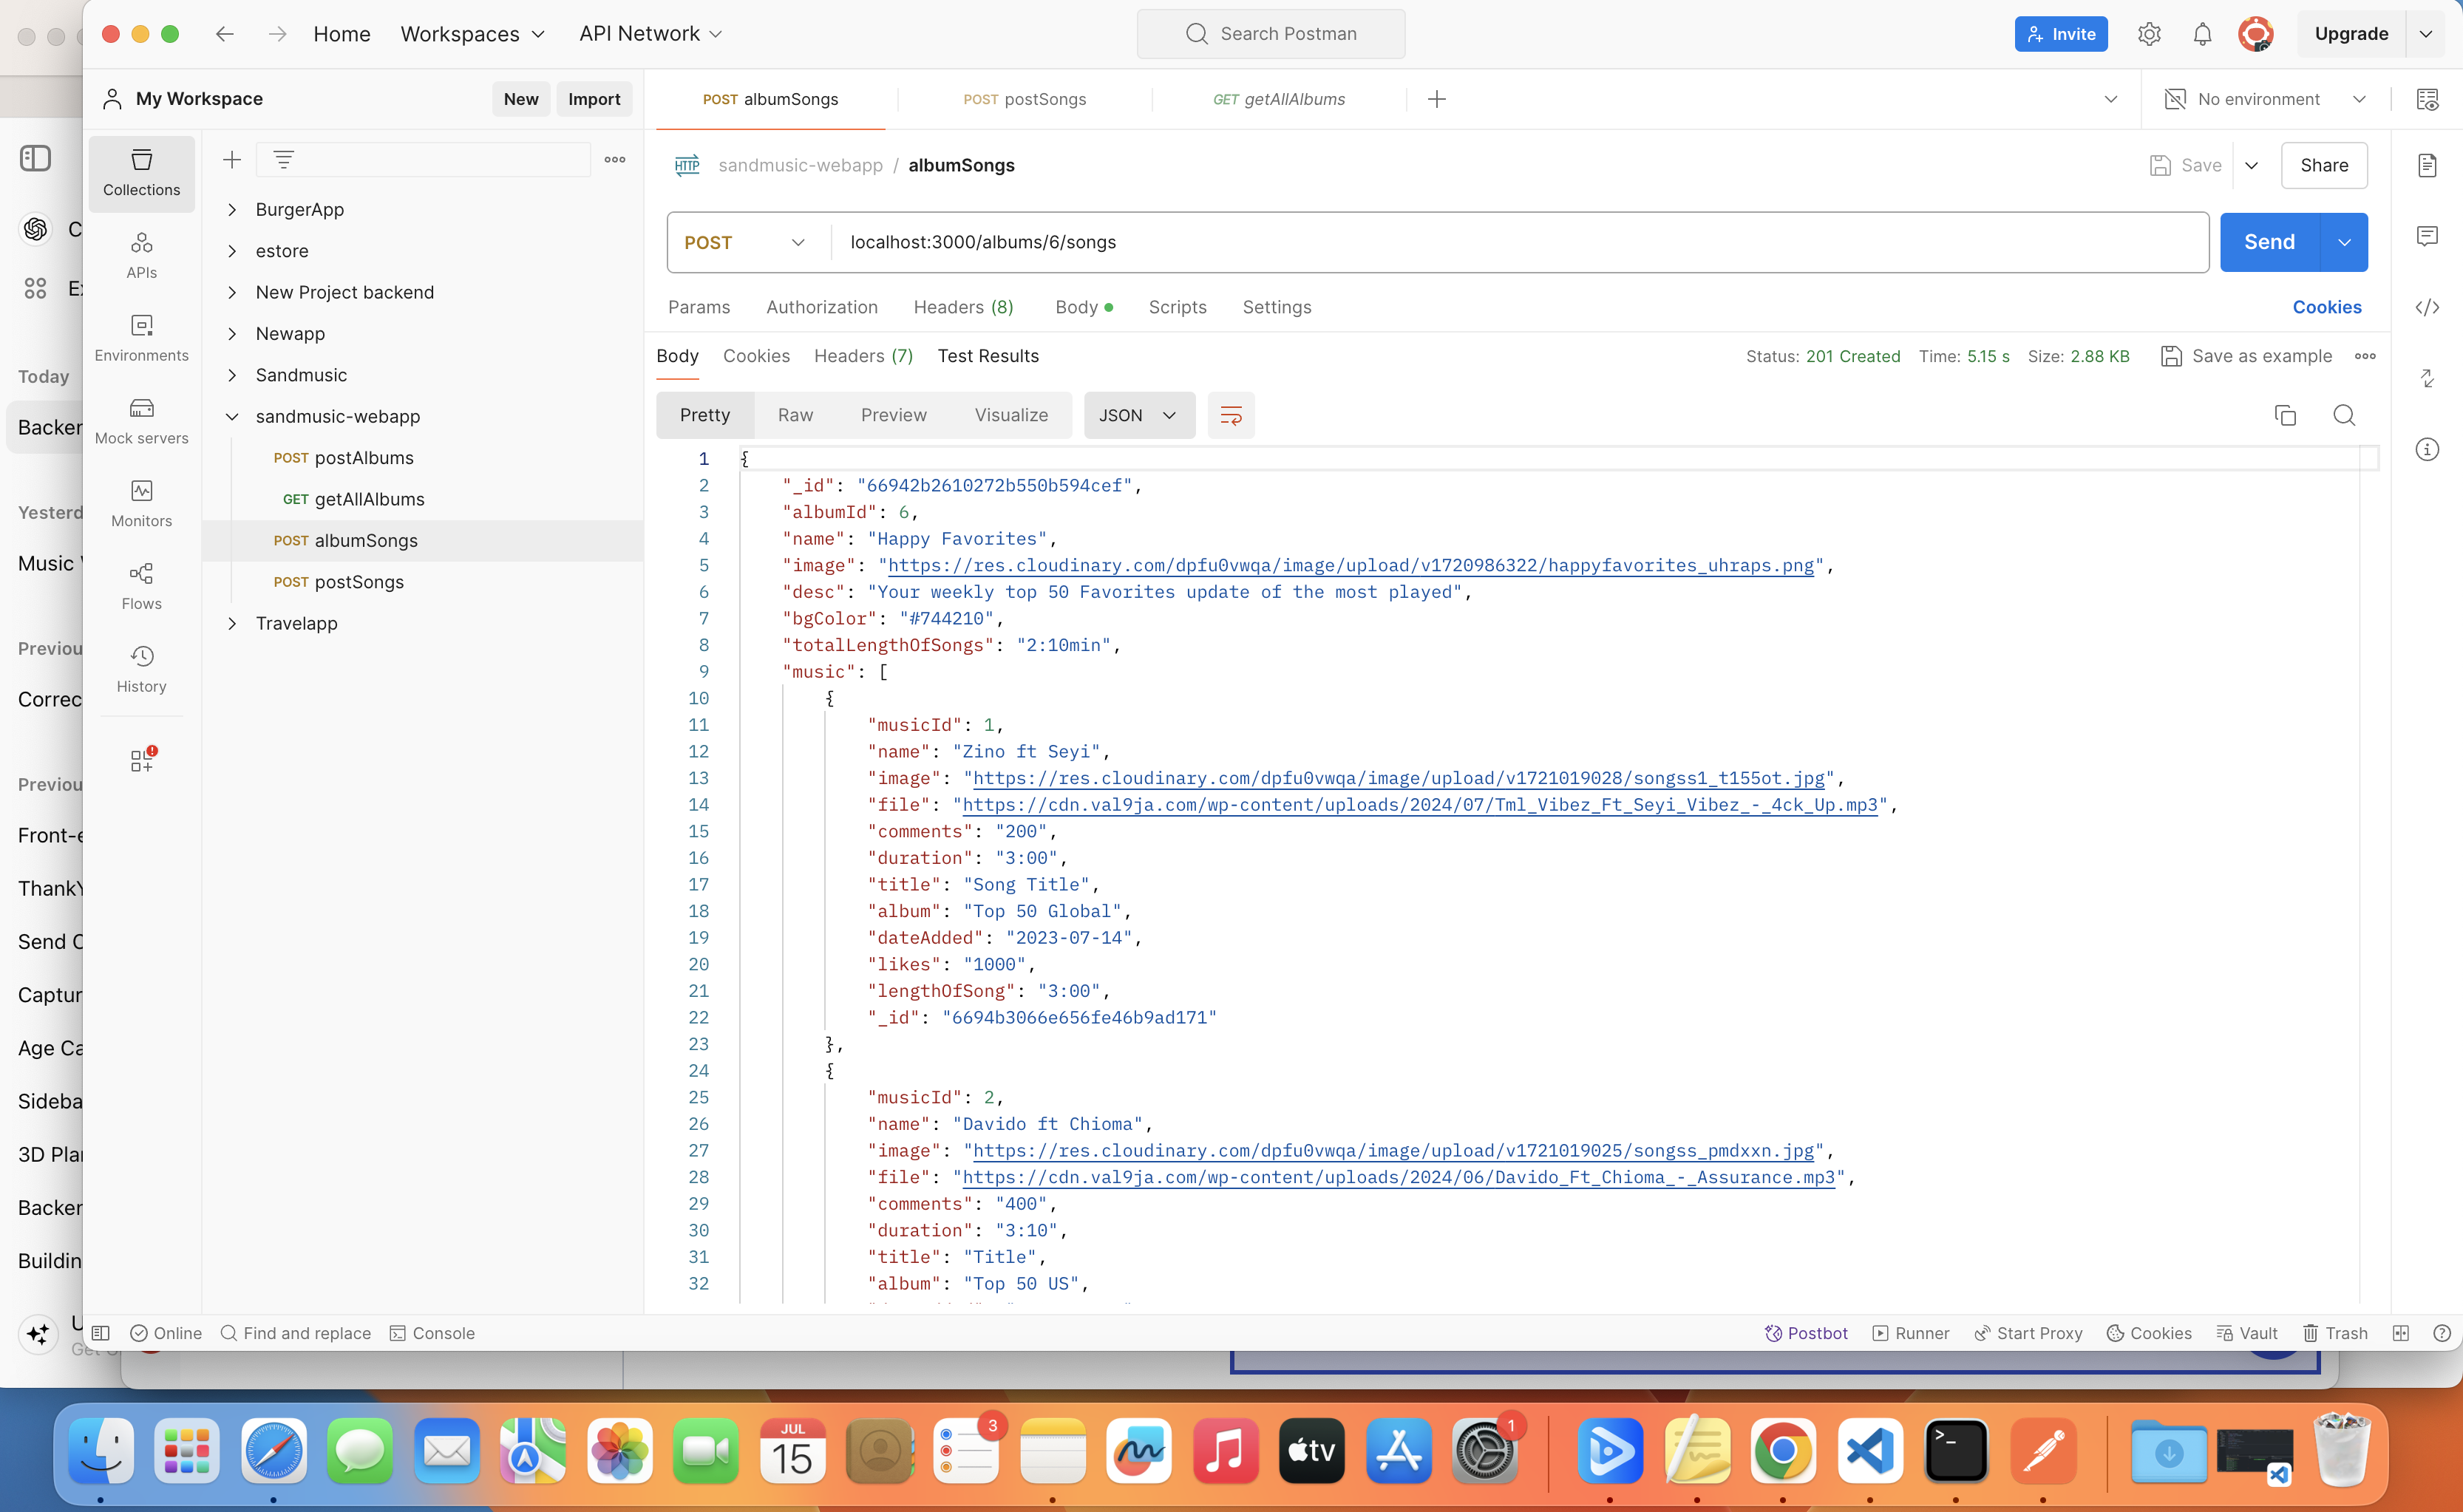 Home
Workspaces
API Network
Search Postman
Invite
Upgrade
My Workspace
New
Import
POST albumSongs
POST postSongs
GET getAllAlbums
No environment
Collections
APIs
Environments
Mock servers
Monitors
Flows
History
BurgerApp
estore
New Project backend
Newapp
Sandmusic
sandmusic-webapp
POST postAlbums
GET getAllAlbums
POST albumSongs
POST postSongs
Travelapp
HTTP
sandmusic-webapp / albumSongs
Save
Share
POST
localhost:3000/albums/6/songs
Send
Params
Authorization
Headers (8)
Body
Scripts
Settings
Cookies
Body
Cookies
Headers (7)
Test Results
Status: 201 Created
Time: 5.15 s
Size: 2.88 KB
Save as example
Pretty
Raw
Preview
Visualize
JSON
1 {
2 "_id": "66942b2610272b550b594cef",
3 "albumId": 6,
4 "name": "Happy Favorites",
5 "image": "https://res.cloudinary.com/dpfu0vwqa/image/upload/v1720986322/happyfavorites_uhraps.png",
6 "desc": "Your weekly top 50 Favorites update of the most played",
7 "bgColor": "#744210",
8 "totalLengthOfSongs": "2:10min",
9 "music": [
10 {
11 "musicId": 1,
12 "name": "Zino ft Seyi",
13 "image": "https://res.cloudinary.com/dpfu0vwqa/image/upload/v1721019028/songss1_t155ot.jpg",
14 "file": "https://cdn.val9ja.com/wp-content/uploads/2024/07/Tml_Vibez_Ft_Seyi_Vibez_-_4ck_Up.mp3",
15 "comments": "200",
16 "duration": "3:00",
17 "title": "Song Title",
18 "album": "Top 50 Global",
19 "dateAdded": "2023-07-14",
20 "likes": "1000",
21 "lengthOfSong": "3:00",
22 "_id": "6694b3066e656fe46b9ad171"
23 },
24 {
25 "musicId": 2,
26 "name": "Davido ft Chioma",
27 "image": "https://res.cloudinary.com/dpfu0vwqa/image/upload/v1721019025/songss_pmdxxn.jpg",
28 "file": "https://cdn.val9ja.com/wp-content/uploads/2024/06/Davido_Ft_Chioma_-_Assurance.mp3",
29 "comments": "400",
30 "duration": "3:10",
31 "title": "Title",
32 "album": "Top 50 US",
Today
Backer
Yesterd
Music
Previou
Correc
Previou
Front-e
ThankY
Send C
Captur
Age Ca
Sideba
3D Plan
Backer
Buildin
Online
Find and replace
Console
Postbot
Runner
Start Proxy
Cookies
Vault
Trash
JUL
15
3
tv
1